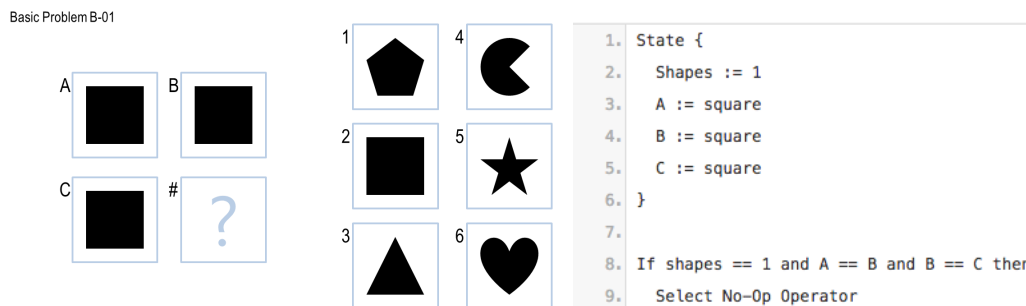 Basic Problem B-01
A
B
C
#
?
1
4
2
5
3
6
1. State {
2. Shapes := 1
3. A := square
4. B := square
5. C := square
6. }
7.
8. If shapes == 1 and A == B and B == C then
9. Select No-Op Operator